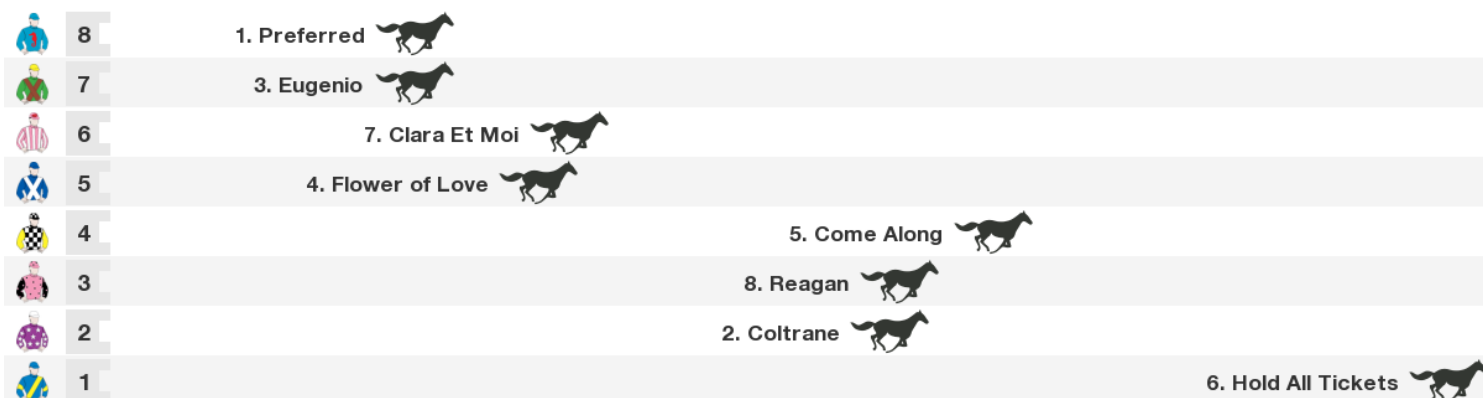 8 1. Preferred
7 3. Eugenio
6 7. Clara Et Moi
5 4. Flower of Love
4 5. Come Along
3 8. Reagan
2 2. Coltrane
1 6. Hold All Tickets